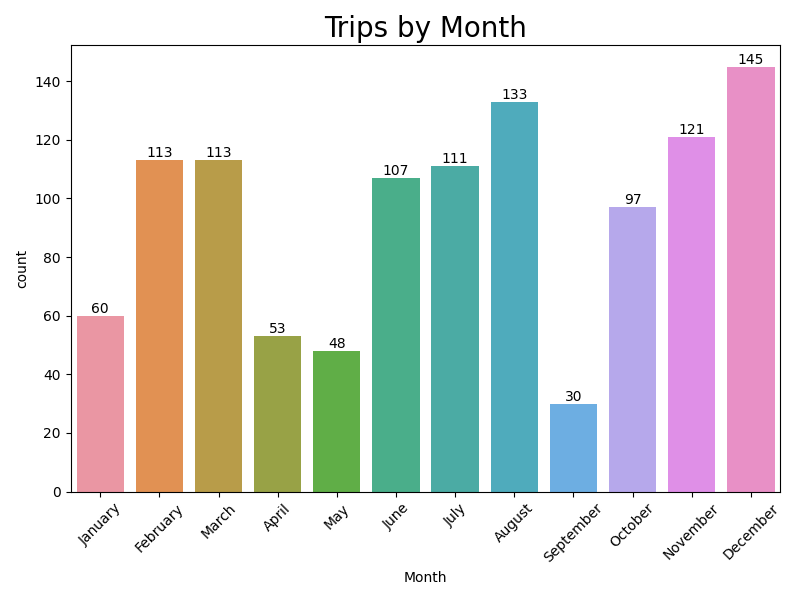 Trips by Month
count
140
120
100
80
60
40
20
0
60
113
113
53
48
107
111
133
30
97
121
145
January
February
March
April
May
June
July
August
September
October
November
December
Month